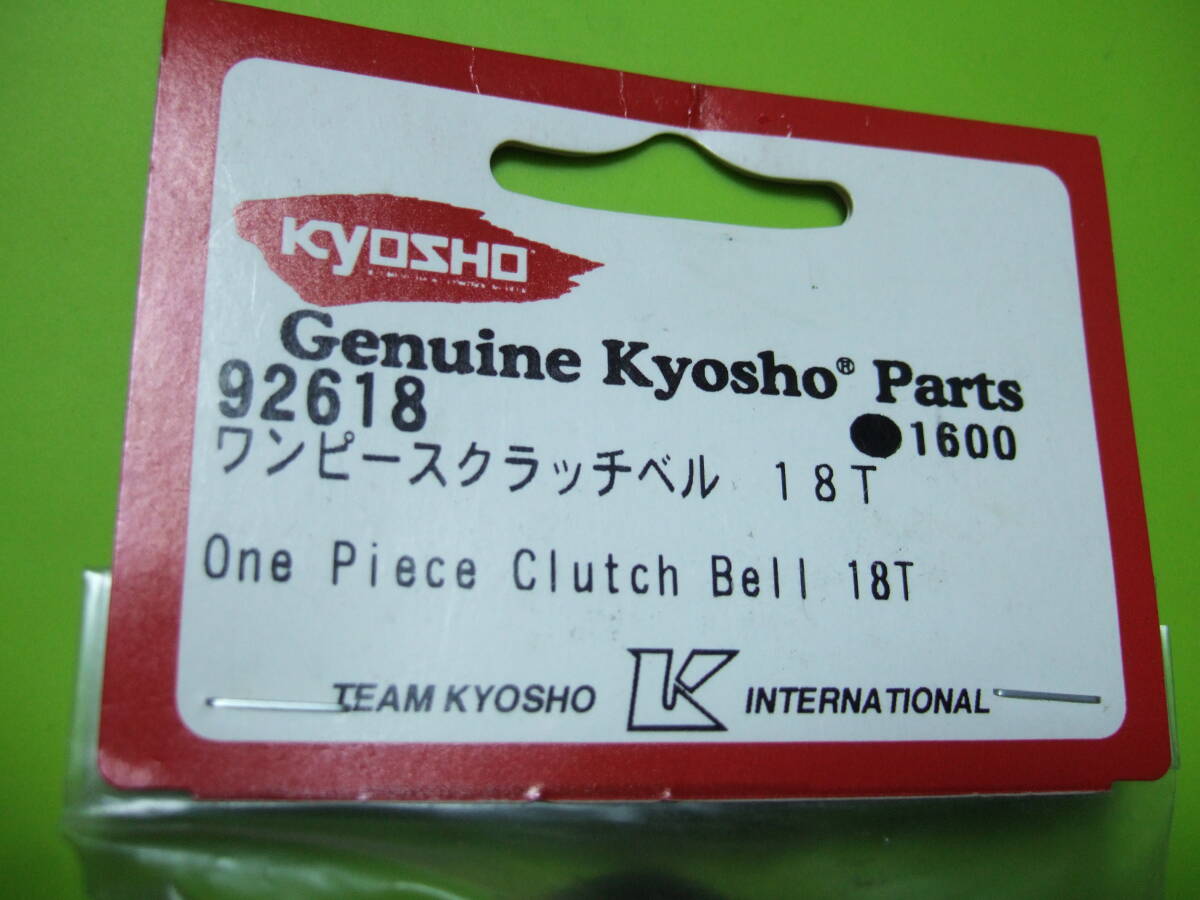 KYOSHO
Genuine Kyosho® Parts
92618
●1600
ワンピースクラッチベル 18T
One Piece Clutch Bell 18T
TEAM KYOSHO K INTERNATIONAL